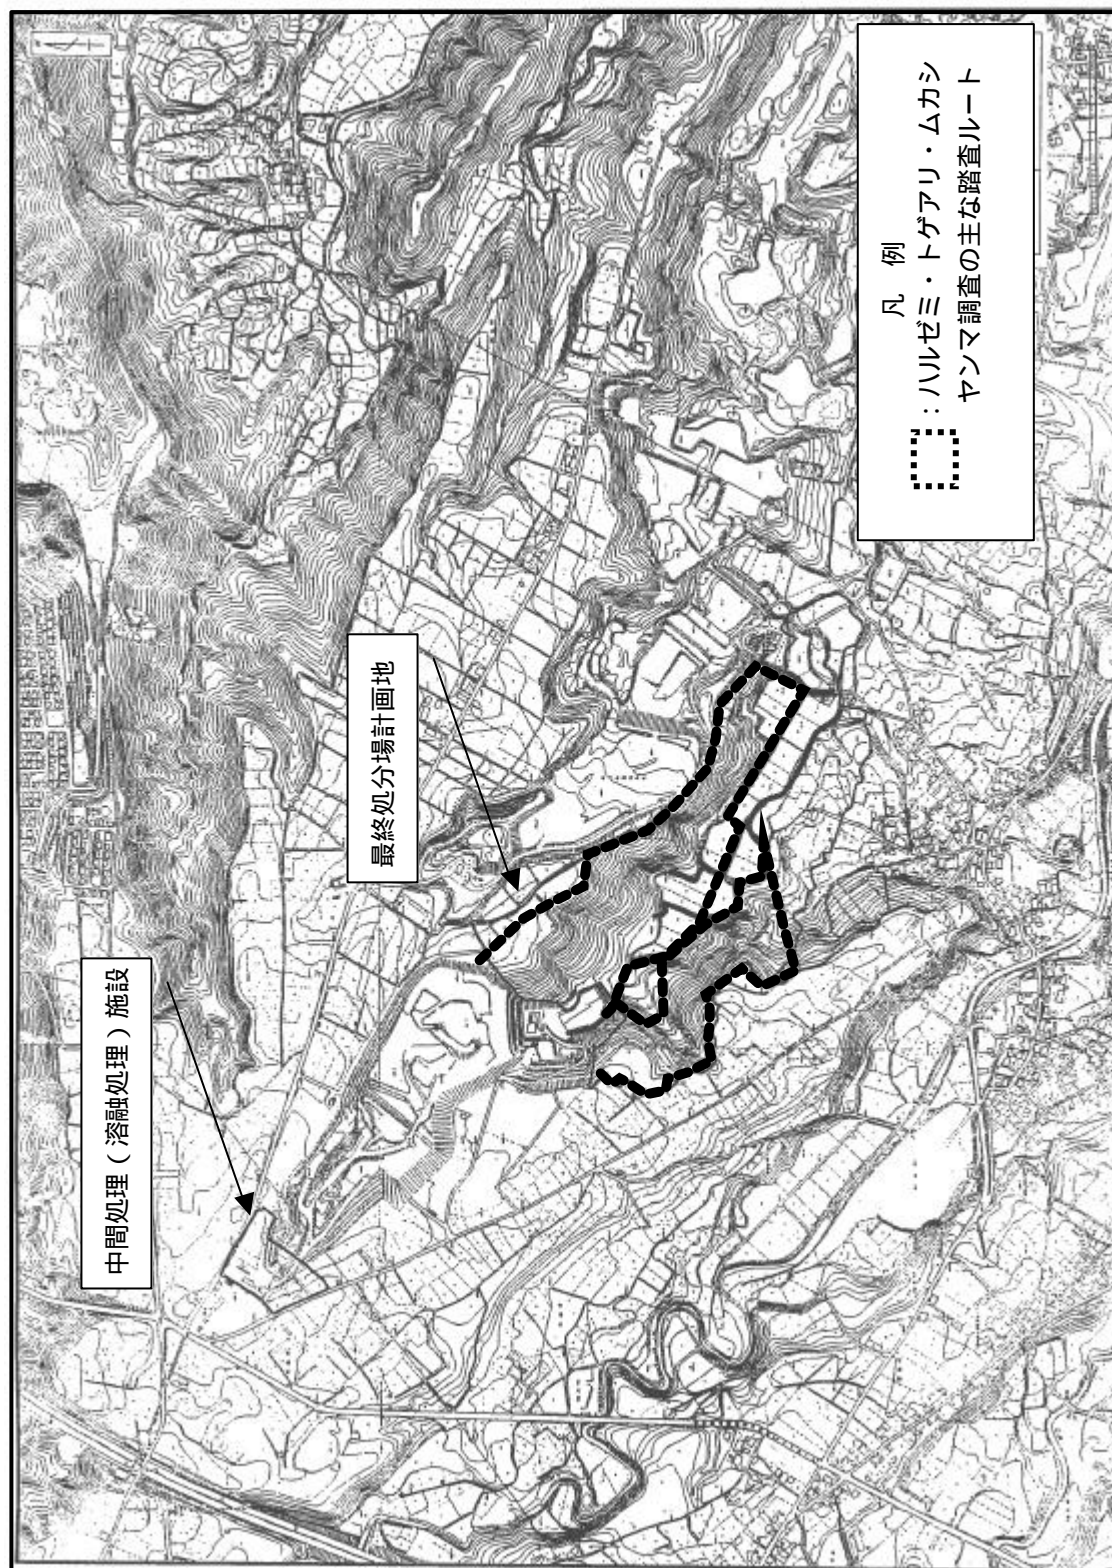 中間処理（溶融処理）施設
最終処分場計画地
凡　例
：ハルゼミ・トゲアリ・ムカシ
ヤンマ調査の主な踏査ルート